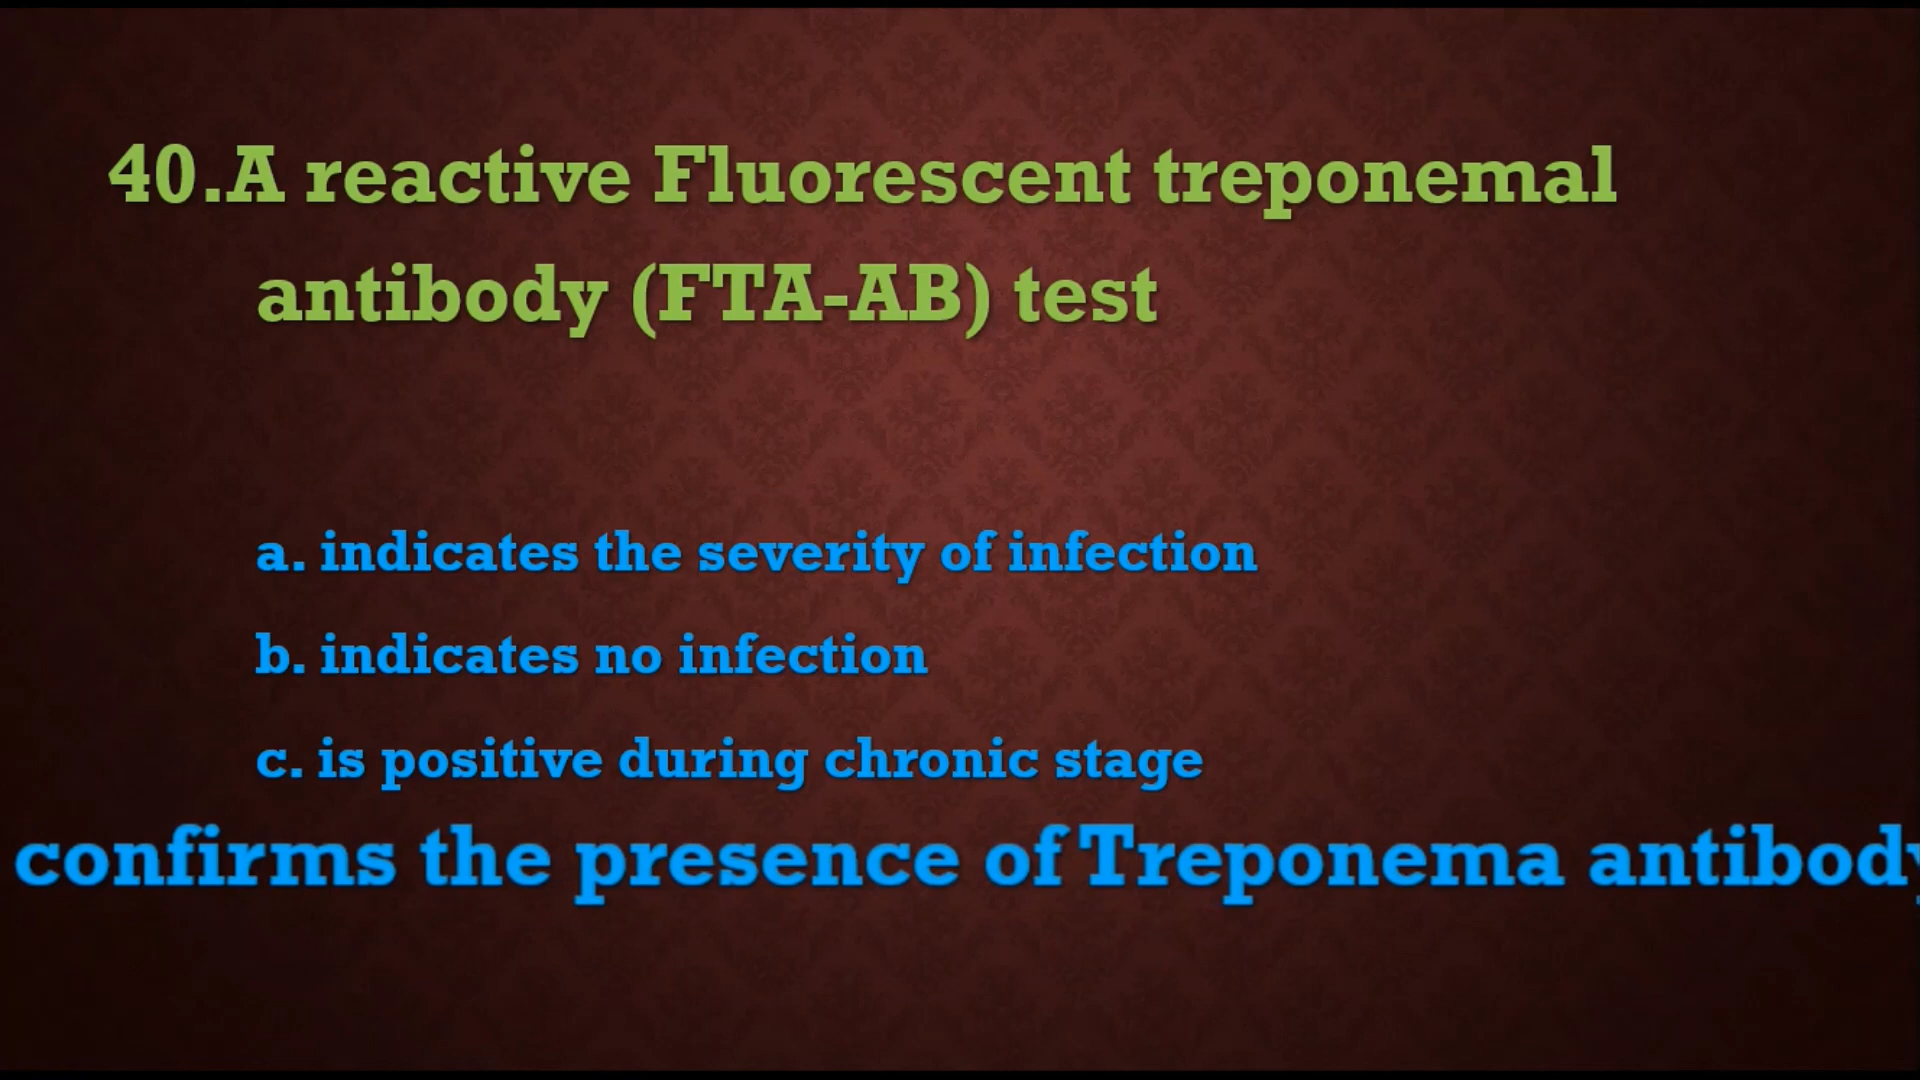 40.A reactive Fluorescent treponemal
antibody (FTA-AB) test
a. indicates the severity of infection
b. indicates no infection
c. is positive during chronic stage
confirms the presence of Treponema antibody